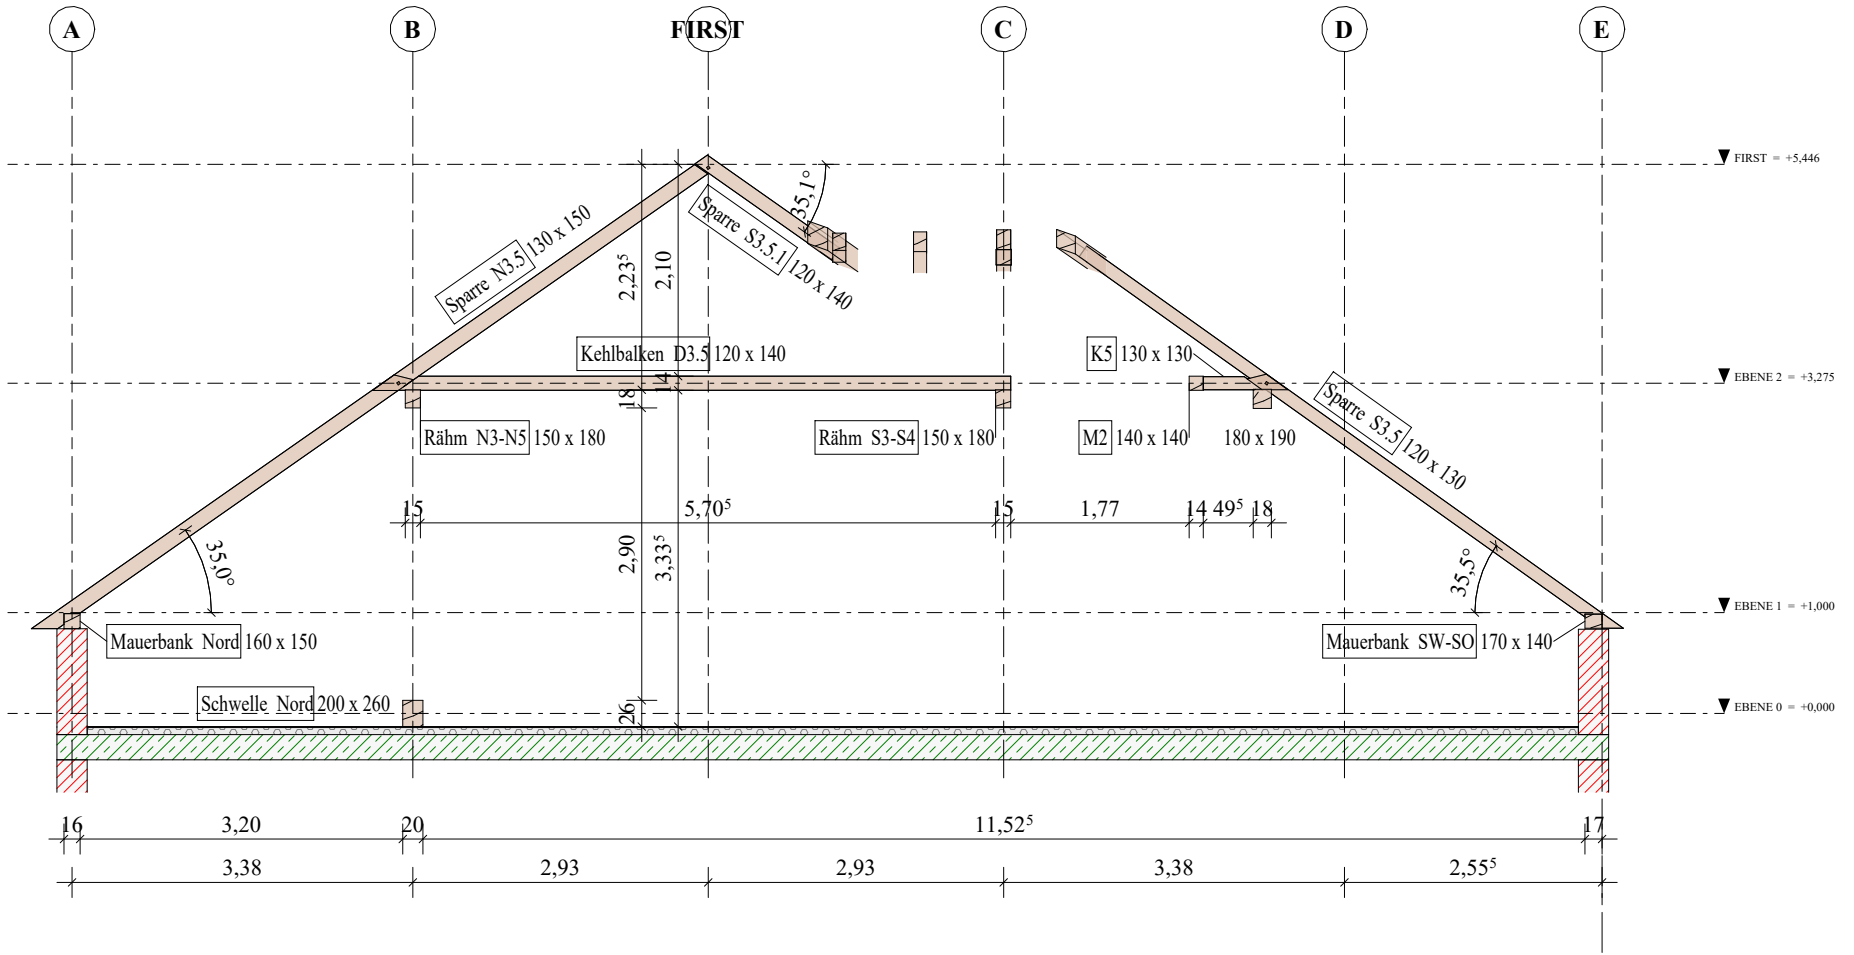 A B FIRST C D E
FIRST = +5,446
35,1°
Sparre N3.5 130 x 150
Sparre S3.5.1 120 x 140
2,23⁵ 2,10
Kehlbalken D3.5 120 x 140
K5 130 x 130
EBENE 2 = +3,275
14
18
Sparre S3.5 120 x 130
Rähm N3-N5 150 x 180
Rähm S3-S4 150 x 180
M2 140 x 140
180 x 190
15 5,70⁵ 15 1,77 14 49⁵ 18
2,90 3,33⁵
35,0°
35,5°
EBENE 1 = +1,000
Mauerbank Nord 160 x 150
Mauerbank SW-SO 170 x 140
Schwelle Nord 200 x 260
26
EBENE 0 = +0,000
16 3,20 20 11,52⁵ 17
3,38 2,93 2,93 3,38 2,55⁵